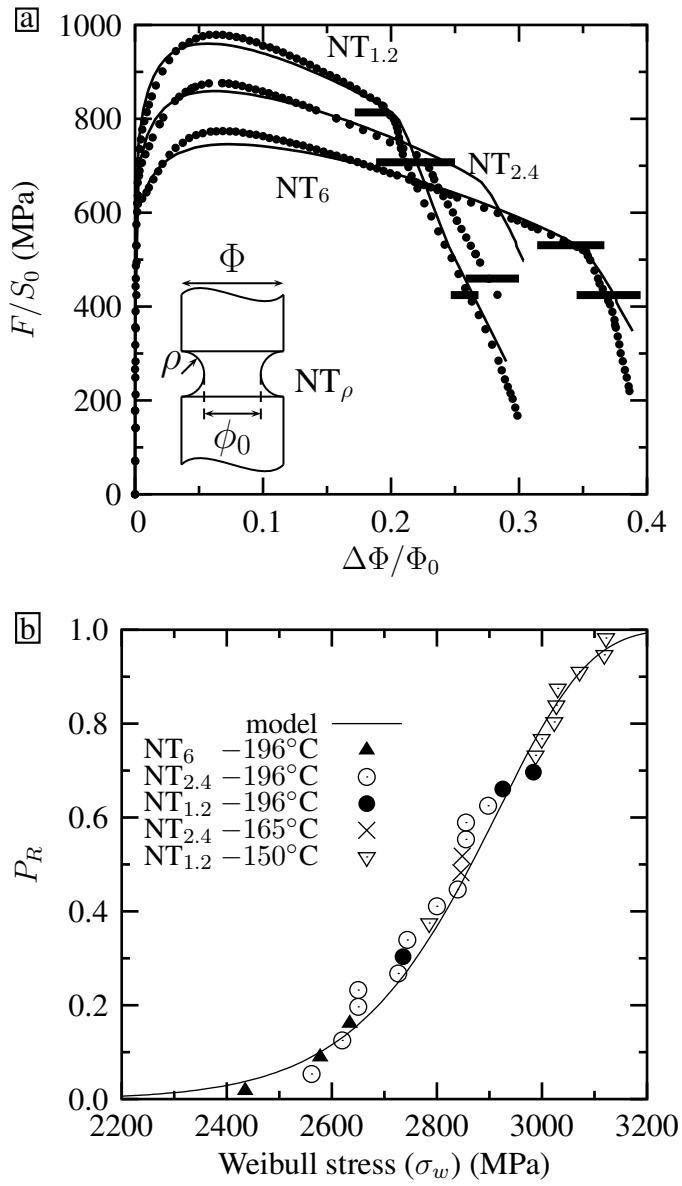 a
1000
800
600
400
200
0
F/S₀ (MPa)
NT₁.₂
NT₂.₄
NT₆
Φ
ρ
NTρ
ϕ₀
0 0.1 0.2 0.3 0.4
ΔΦ/Φ₀
b
1.0
0.8
0.6
0.4
0.2
0.0
P_R
model
NT₆ −196°C
NT₂.₄ −196°C
NT₁.₂ −196°C
NT₂.₄ −165°C
NT₁.₂ −150°C
2200 2400 2600 2800 3000 3200
Weibull stress (σ_w) (MPa)